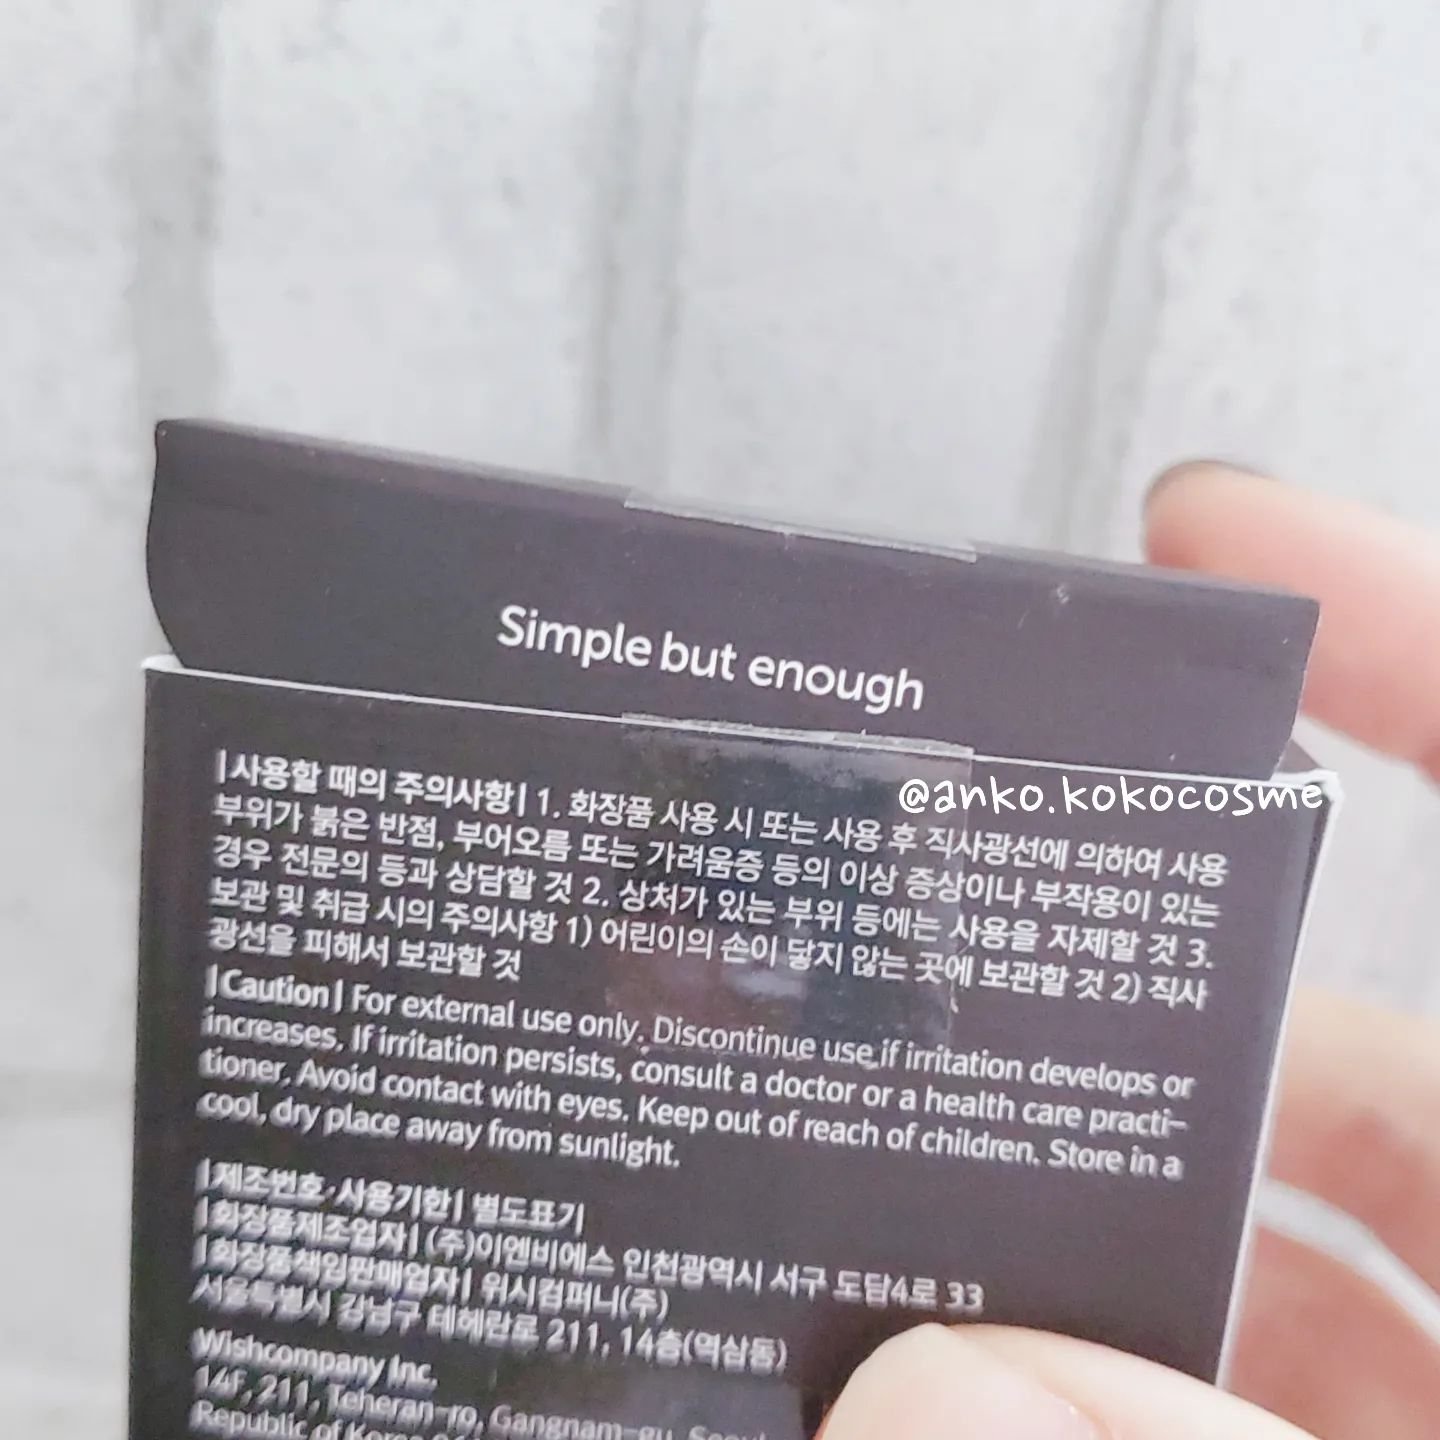 Simple but enough
@anko.kokocosme
|사용할 때의 주의사항| 1. 화장품 사용 시 또는 사용 후 직사광선에 의하여 사용
부위가 붉은 반점, 부어오름 또는 가려움증 등의 이상 증상이나 부작용이 있는
경우 전문의 등과 상담할 것 2. 상처가 있는 부위 등에는 사용을 자제할 것 3.
보관 및 취급 시의 주의사항 1) 어린이의 손이 닿지 않는 곳에 보관할 것 2) 직사
광선을 피해서 보관할 것
|Caution| For external use only. Discontinue use if irritation develops or
increases. If irritation persists, consult a doctor or a health care practi-
tioner. Avoid contact with eyes. Keep out of reach of children. Store in a
cool, dry place away from sunlight.
|제조번호·사용기한| 별도표기
|화장품제조업자| (주)이엔비에스 인천광역시 서구 도담4로 33
|화장품책임판매업자| 위시컴퍼니(주)
서울특별시 강남구 테헤란로 211, 14층(역삼동)
Wishcompany Inc.
14F, 211, Teheran-ro, Gangnam-gu, Seoul
Republic of Korea